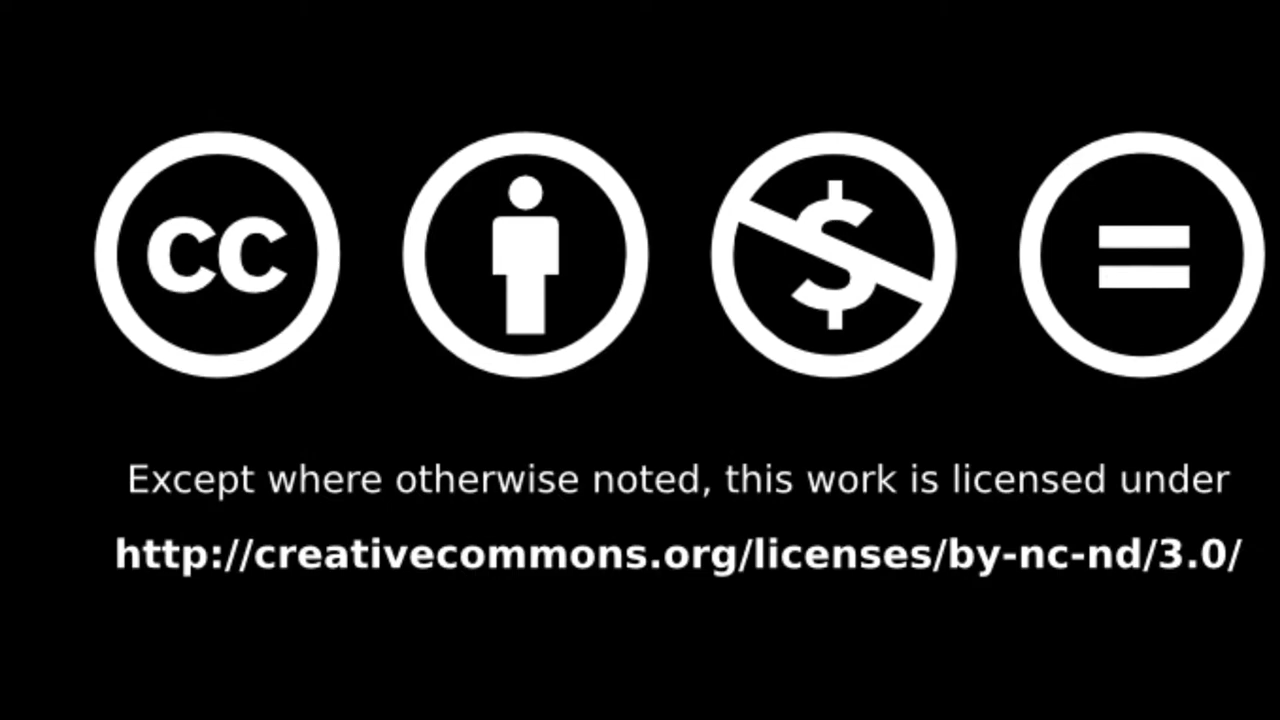 cc
Except where otherwise noted, this work is licensed under
http://creativecommons.org/licenses/by-nc-nd/3.0/